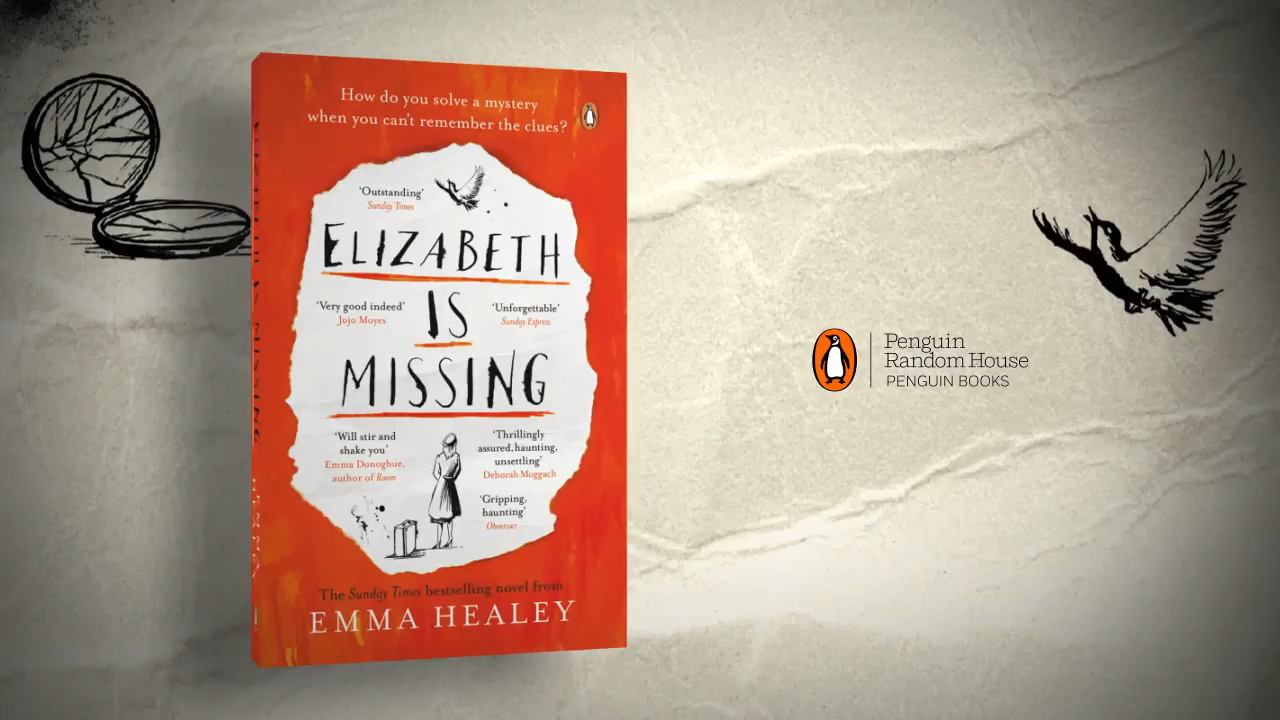 How do you solve a mystery
when you can't remember the clues?
'Outstanding'
Sunday Times
ELIZABETH
IS
MISSING
'Very good indeed'
Jojo Moyes
'Unforgettable'
Sunday Express
'Will stir and
shake you'
Emma Donoghue,
author of Room
'Thrillingly
assured, haunting,
unsettling'
Deborah Moggach
'Gripping,
haunting'
Observer
The Sunday Times bestselling novel from
EMMA HEALEY
Penguin
Random House
PENGUIN BOOKS